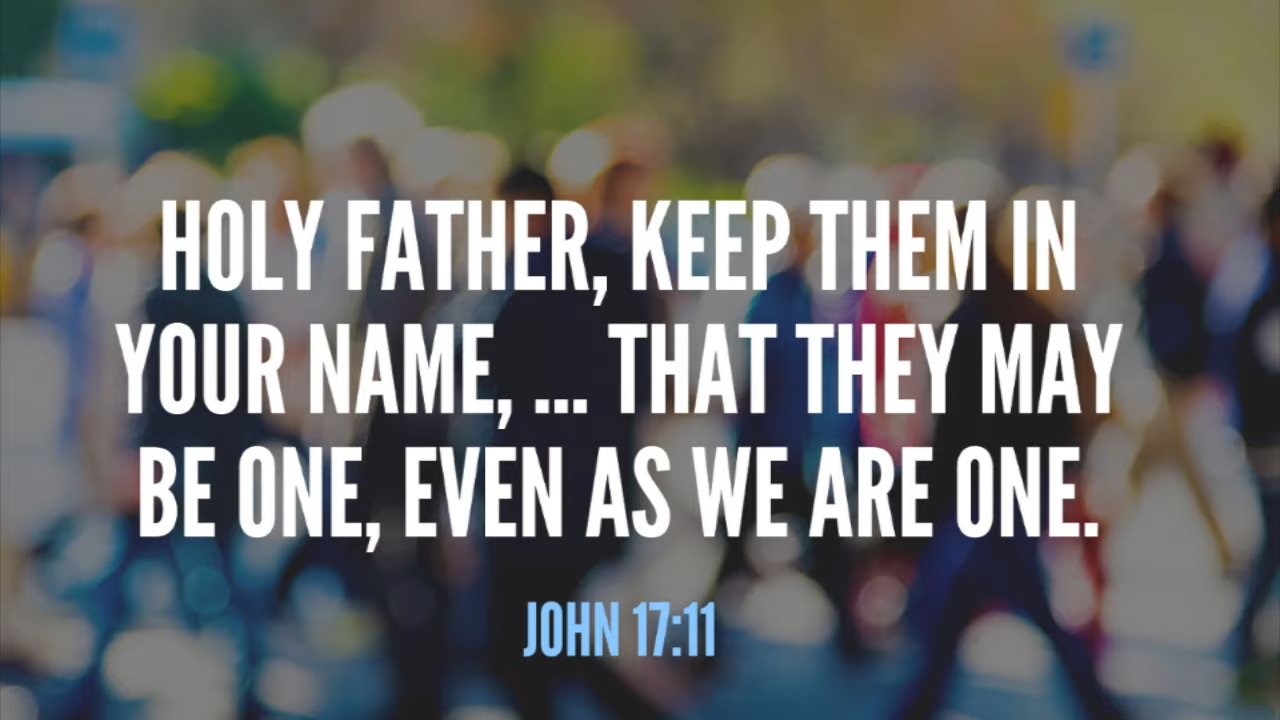 HOLY FATHER, KEEP THEM IN
YOUR NAME, ... THAT THEY MAY
BE ONE, EVEN AS WE ARE ONE.
JOHN 17:11